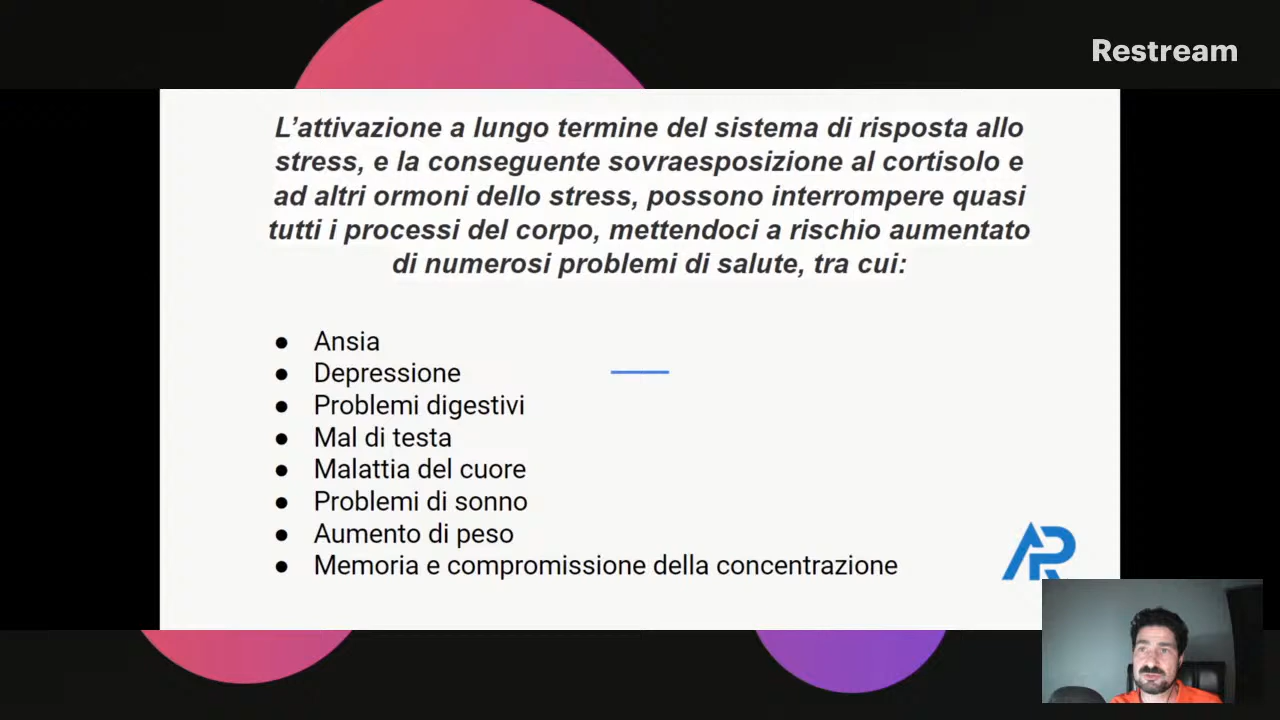 Restream
L’attivazione a lungo termine del sistema di risposta allo
stress, e la conseguente sovraesposizione al cortisolo e
ad altri ormoni dello stress, possono interrompere quasi
tutti i processi del corpo, mettendoci a rischio aumentato
di numerosi problemi di salute, tra cui:
● Ansia
● Depressione
● Problemi digestivi
● Mal di testa
● Malattia del cuore
● Problemi di sonno
● Aumento di peso
● Memoria e compromissione della concentrazione
AR